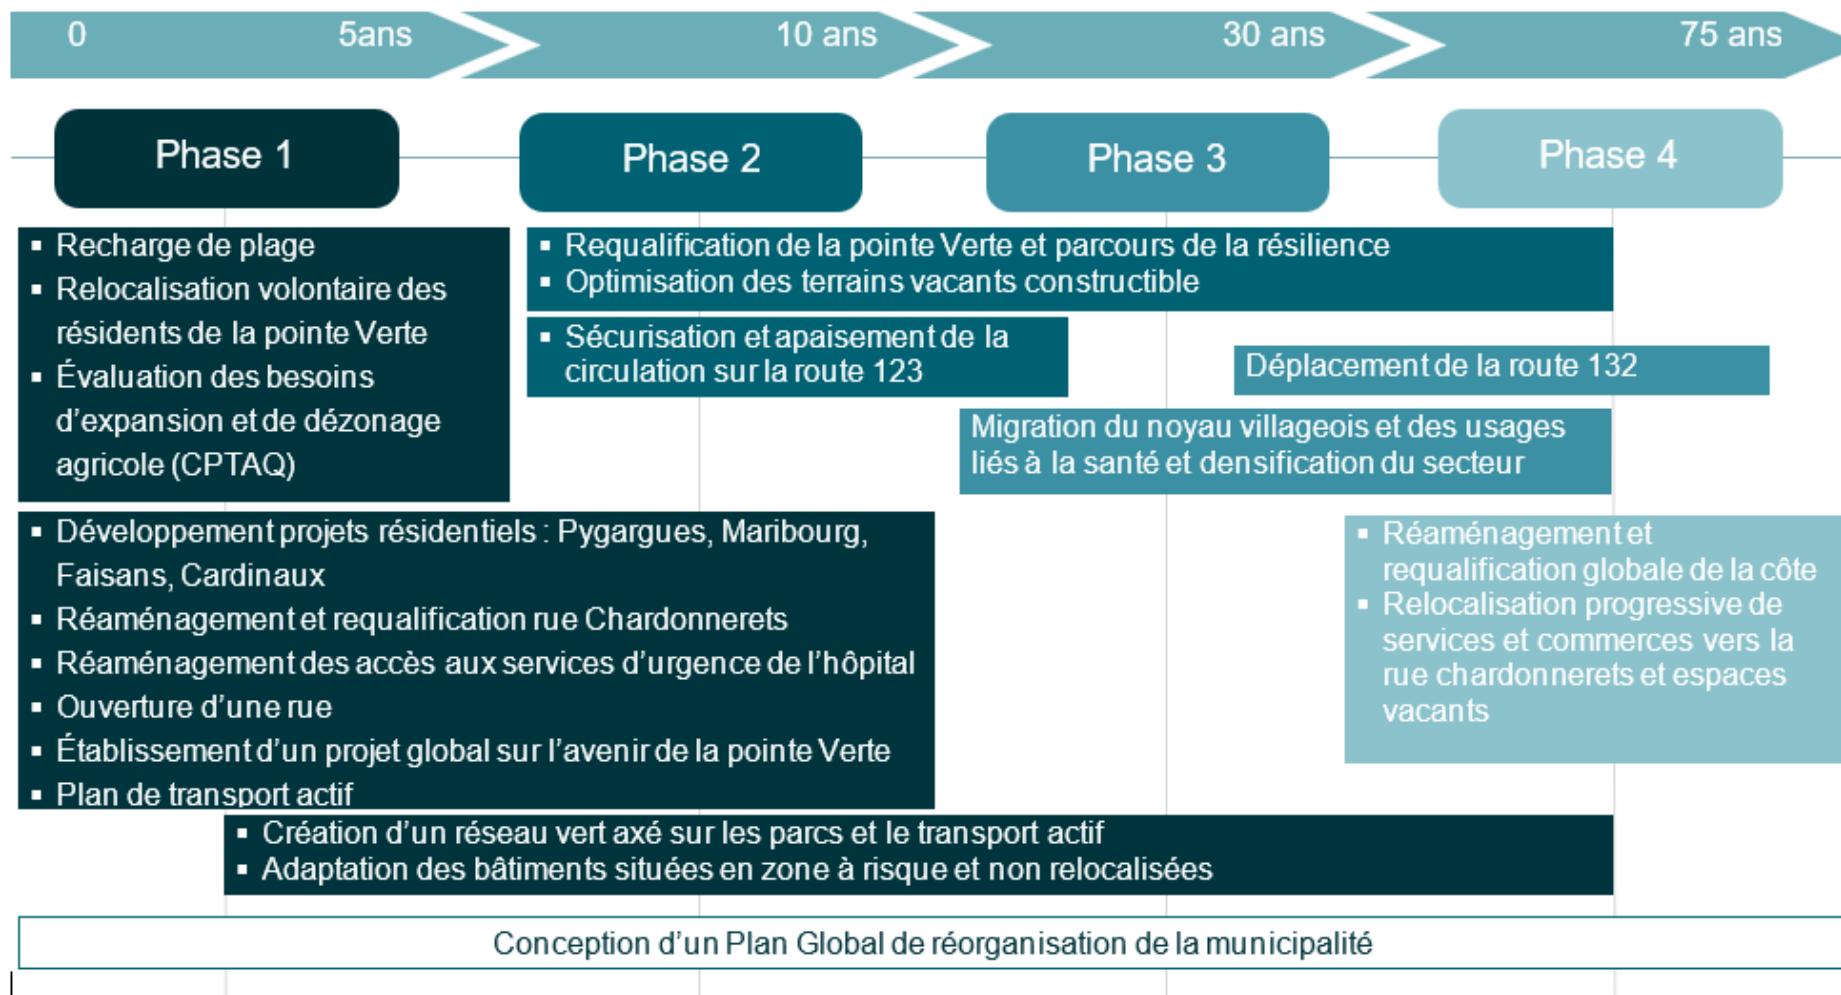 0 5ans 10 ans 30 ans 75 ans
Phase 1 Phase 2 Phase 3 Phase 4
▪ Recharge de plage
▪ Relocalisation volontaire des
résidents de la pointe Verte
▪ Évaluation des besoins
d’expansion et de dézonage
agricole (CPTAQ)
▪ Requalification de la pointe Verte et parcours de la résilience
▪ Optimisation des terrains vacants constructible
▪ Sécurisation et apaisement de la
circulation sur la route 123
Déplacement de la route 132
Migration du noyau villageois et des usages
liés à la santé et densification du secteur
▪ Développement projets résidentiels : Pygargues, Maribourg,
Faisans, Cardinaux
▪ Réaménagement et requalification rue Chardonnerets
▪ Réaménagement des accès aux services d’urgence de l’hôpital
▪ Ouverture d’une rue
▪ Établissement d’un projet global sur l’avenir de la pointe Verte
▪ Plan de transport actif
▪ Réaménagement et
requalification globale de la côte
▪ Relocalisation progressive de
services et commerces vers la
rue chardonnerets et espaces
vacants
▪ Création d’un réseau vert axé sur les parcs et le transport actif
▪ Adaptation des bâtiments situées en zone à risque et non relocalisées
Conception d’un Plan Global de réorganisation de la municipalité